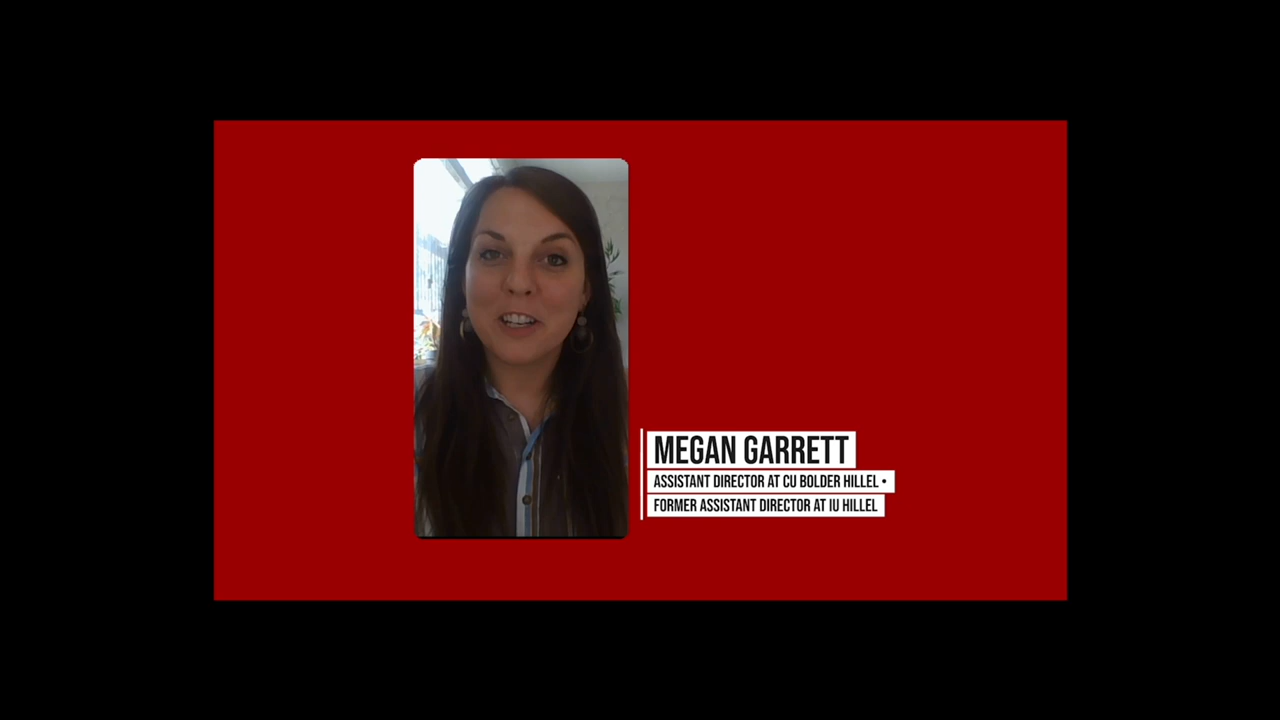 MEGAN GARRETT
ASSISTANT DIRECTOR AT CU BOLDER HILLEL •
FORMER ASSISTANT DIRECTOR AT IU HILLEL